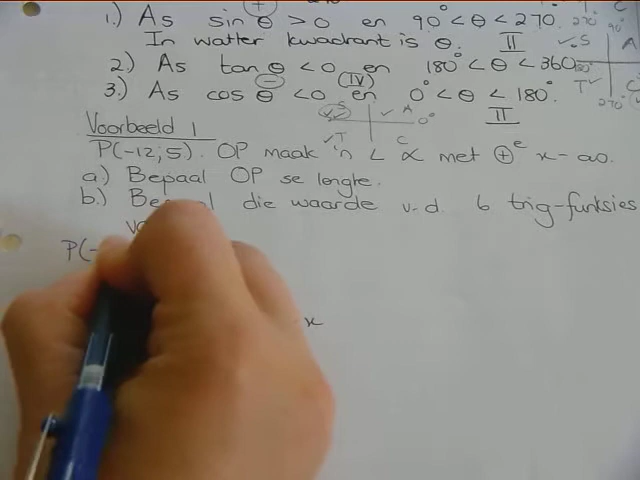 1.) As sin θ > 0 en 90° < θ < 270.
In watter kwadrant is θ. II
2.) As tan θ < 0 en 180° < θ < 360
3.) As cos θ < 0 en 0° < θ < 180°.
(IV)
II
Voorbeeld 1
P(-12; 5). OP maak 'n < α met ⊕e x-as.
a.) Bepaal OP se lengte.
b.) Bepaal die waarde v.d. 6 trig-funksies
P(-
x